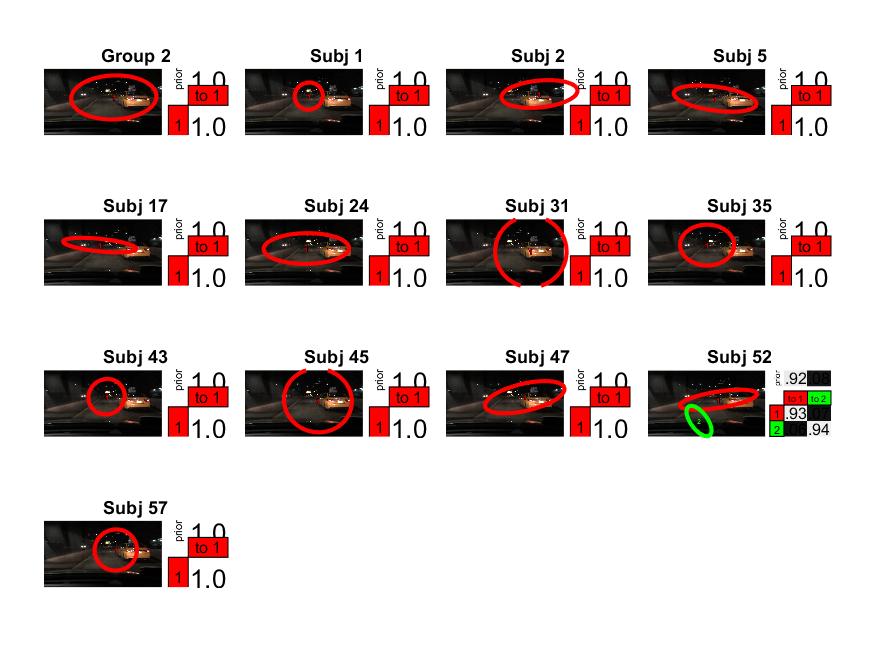 Group 2
prior 1.0
to 1
1 1.0
Subj 1
prior 1.0
to 1
1 1.0
Subj 2
prior 1.0
to 1
1 1.0
Subj 5
prior 1.0
to 1
1 1.0
Subj 17
prior 1.0
to 1
1 1.0
Subj 24
prior 1.0
to 1
1 1.0
Subj 31
prior 1.0
to 1
1 1.0
Subj 35
prior 1.0
to 1
1 1.0
Subj 43
prior 1.0
to 1
1 1.0
Subj 45
prior 1.0
to 1
1 1.0
Subj 47
prior 1.0
to 1
1 1.0
Subj 52
prior .92 .08
to 1 to 2
1 .93 .07
2 .06 .94
Subj 57
prior 1.0
to 1
1 1.0